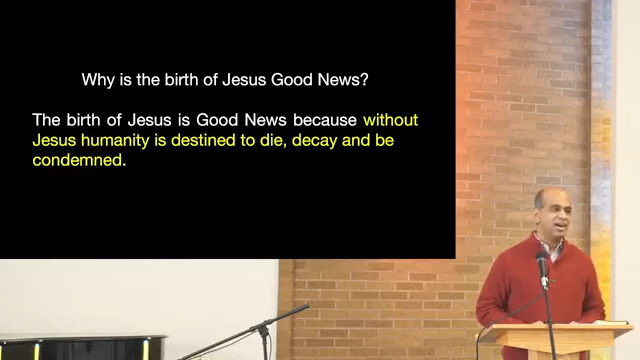 Why is the birth of Jesus Good News?
The birth of Jesus is Good News because without
Jesus humanity is destined to die, decay and be
condemned.